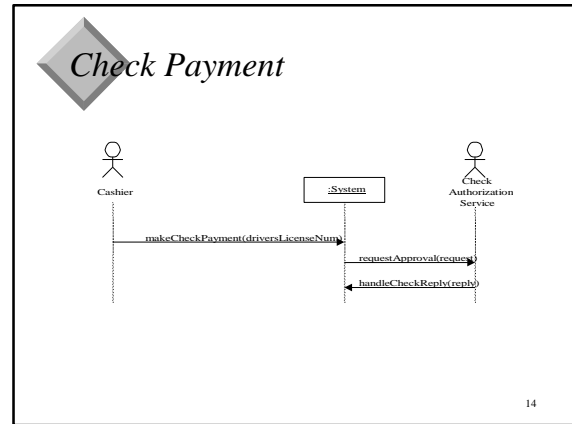 Check Payment
Cashier
:System
Check
Authorization
Service
makeCheckPayment(driversLicenseNum)
requestApproval(request)
handleCheckReply(reply)
14